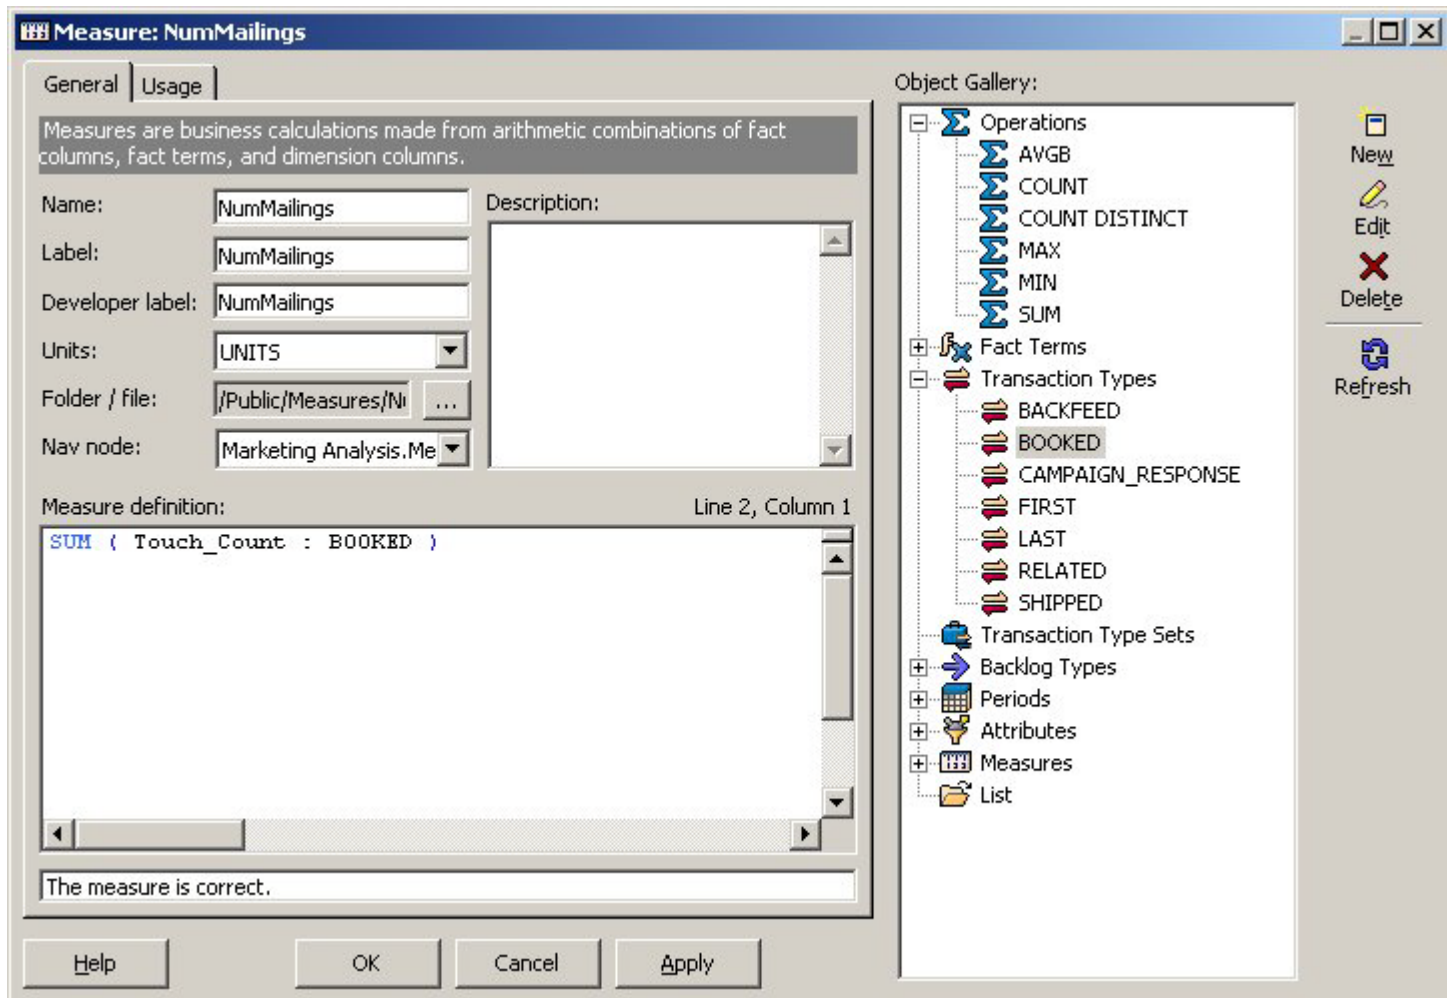 Measure: NumMailings
General
Usage
Measures are business calculations made from arithmetic combinations of fact
columns, fact terms, and dimension columns.
Name:
NumMailings
Label:
NumMailings
Developer label:
NumMailings
Units:
UNITS
Folder / file:
/Public/Measures/Nu
...
Nav node:
Marketing Analysis.Me
Description:
Measure definition:
Line 2, Column 1
SUM ( Touch_Count : BOOKED )
The measure is correct.
Help
OK
Cancel
Apply
Object Gallery:
Operations
AVGB
COUNT
COUNT DISTINCT
MAX
MIN
SUM
Fact Terms
Transaction Types
BACKFEED
BOOKED
CAMPAIGN_RESPONSE
FIRST
LAST
RELATED
SHIPPED
Transaction Type Sets
Backlog Types
Periods
Attributes
Measures
List
New
Edit
Delete
Refresh